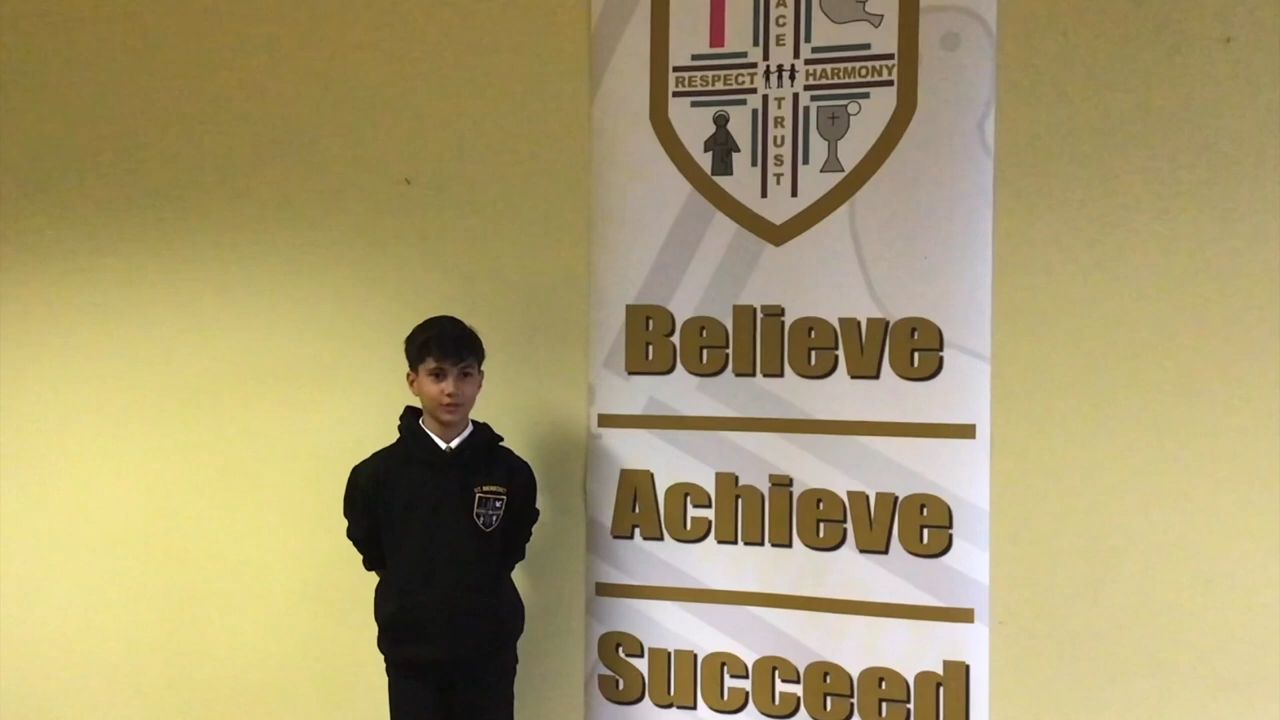 ACE
RESPECT HARMONY
TRUST
Believe
Achieve
Succeed